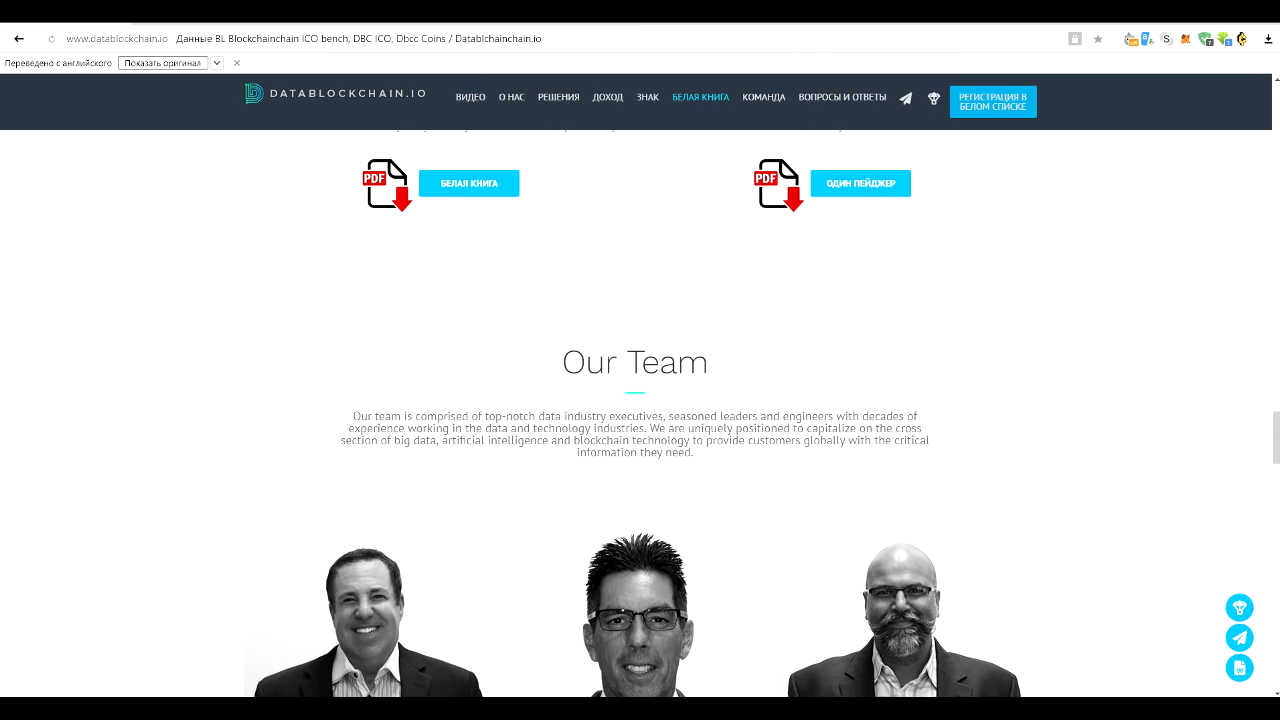 www.datablockchain.io Данные BL Blockchainchain ICO bench, DBC ICO, Dbcc Coins / Datablchainchain.io
Переведено с английского Показать оригинал
DATABLOCKCHAIN.IO ВИДЕО О НАС РЕШЕНИЯ ДОХОД ЗНАК БЕЛАЯ КНИГА КОМАНДА ВОПРОСЫ И ОТВЕТЫ РЕГИСТРАЦИЯ В
БЕЛОМ СПИСКЕ
PDF БЕЛАЯ КНИГА PDF ОДИН ПЕЙДЖЕР
Our Team
Our team is comprised of top-notch data industry executives, seasoned leaders and engineers with decades of
experience working in the data and technology industries. We are uniquely positioned to capitalize on the cross
section of big data, artificial intelligence and blockchain technology to provide customers globally with the critical
information they need.